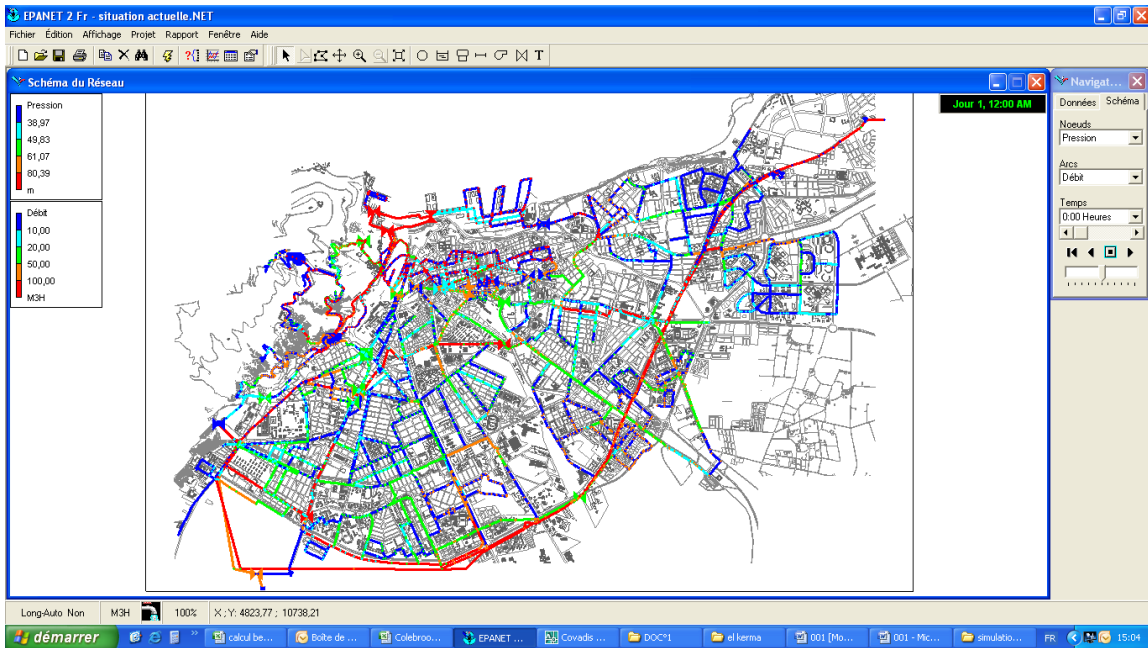 EPANET 2 Fr - situation actuelle.NET
Fichier Édition Affichage Projet Rapport Fenêtre Aide
T
Schéma du Réseau
Pression
38,97
49,83
61,07
80,39
m
Débit
10,00
20,00
50,00
100,00
M3H
Jour 1, 12:00 AM
Navigat...
Données Schéma
Noeuds
Pression
Arcs
Débit
Temps
0:00 Heures
Long-Auto Non M3H 100% X ; Y: 4823,77 ; 10738,21
démarrer
calcul be...
Boîte de ...
Colebroo...
EPANET ...
Covadis ...
DOC°1
el kerma
001 [Mo...
001 - Mic...
simulatio...
FR
15:04